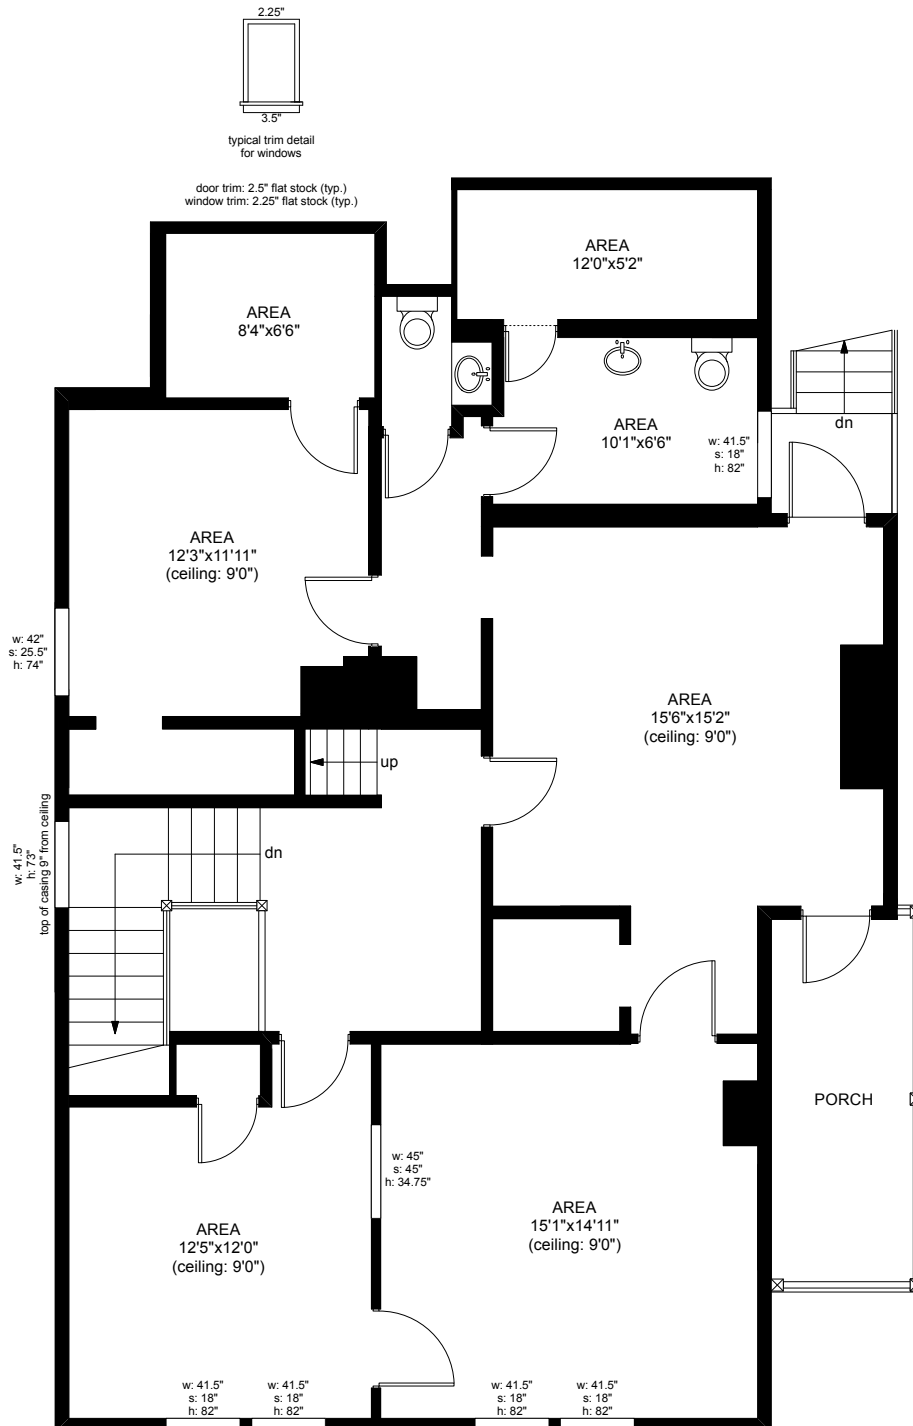 2.25"
3.5"
typical trim detail
for windows
door trim: 2.5" flat stock (typ.)
window trim: 2.25" flat stock (typ.)
AREA
12'0"x5'2"
AREA
8'4"x6'6"
AREA
10'1"x6'6"
w: 41.5"
s: 18"
h: 82"
dn
AREA
12'3"x11'11"
(ceiling: 9'0")
w: 42"
s: 25.5"
h: 74"
AREA
15'6"x15'2"
(ceiling: 9'0")
up
w: 41.5"
h: 73"
top of casing 9" from ceiling
dn
PORCH
w: 45"
s: 45"
h: 34.75"
AREA
12'5"x12'0"
(ceiling: 9'0")
AREA
15'1"x14'11"
(ceiling: 9'0")
w: 41.5"
s: 18"
h: 82"
w: 41.5"
s: 18"
h: 82"
w: 41.5"
s: 18"
h: 82"
w: 41.5"
s: 18"
h: 82"